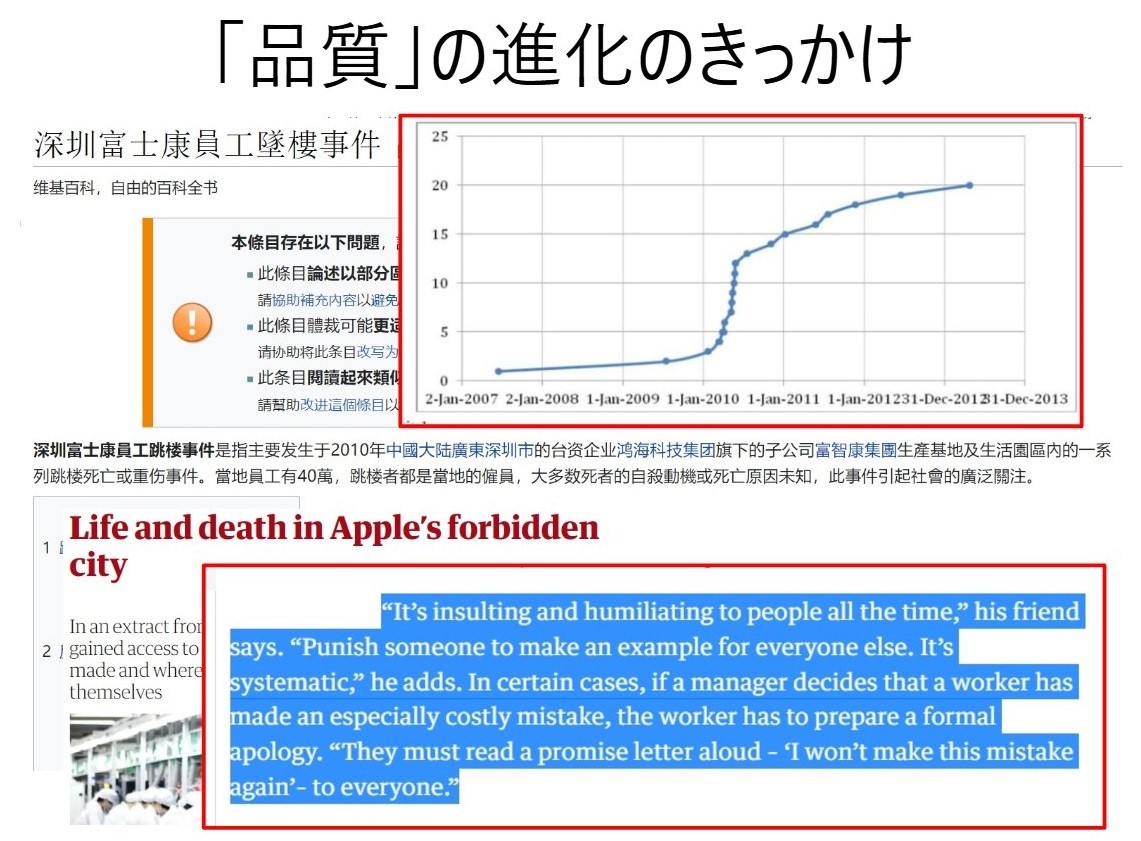 「品質」の進化のきっかけ
深圳富士康員工墜樓事件
维基百科，自由的百科全书
本條目存在以下問題，
此條目論述以部分
請協助補充內容以避免
此條目體裁可能更
请协助将此条目改写为
此条目閱讀起來類似
請幫助改进這個條目以
25
20
15
10
5
0
2-Jan-2007 2-Jan-2008 1-Jan-2009 1-Jan-2010 1-Jan-2011 1-Jan-2012 31-Dec-2012 31-Dec-2013
深圳富士康員工跳楼事件是指主要发生于2010年中國大陆廣東深圳市的台资企业鸿海科技集团旗下的子公司富智康集團生產基地及生活園區內的一系
列跳楼死亡或重伤事件。當地員工有40萬，跳楼者都是當地的僱員，大多数死者的自殺動機或死亡原因未知，此事件引起社會的廣泛關注。
1
2
Life and death in Apple’s forbidden
city
In an extract from
gained access to
made and where
themselves
“It’s insulting and humiliating to people all the time,” his friend
says. “Punish someone to make an example for everyone else. It’s
systematic,” he adds. In certain cases, if a manager decides that a worker has
made an especially costly mistake, the worker has to prepare a formal
apology. “They must read a promise letter aloud – ‘I won’t make this mistake
again’– to everyone.”